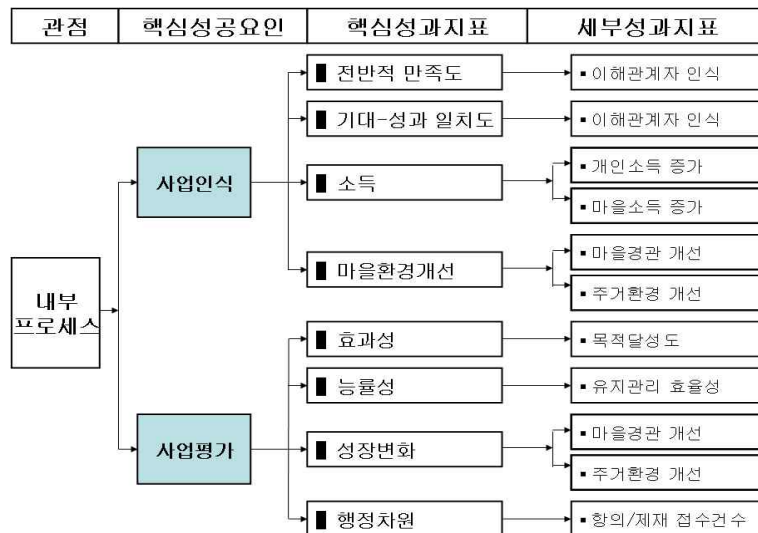 관점 핵심성공요인 핵심성과지표 세부성과지표
전반적 만족도
▪ 이해관계자 인식
기대-성과 일치도
▪ 이해관계자 인식
사업인식
소득
▪ 개인소득 증가
▪ 마을소득 증가
마을환경개선
▪ 마을경관 개선
▪ 주거환경 개선
내부
프로세스
효과성
▪ 목적달성도
능률성
▪ 유지관리 효율성
사업평가
성장변화
▪ 마을경관 개선
▪ 주거환경 개선
행정차원
▪ 항의/제재 접수건수